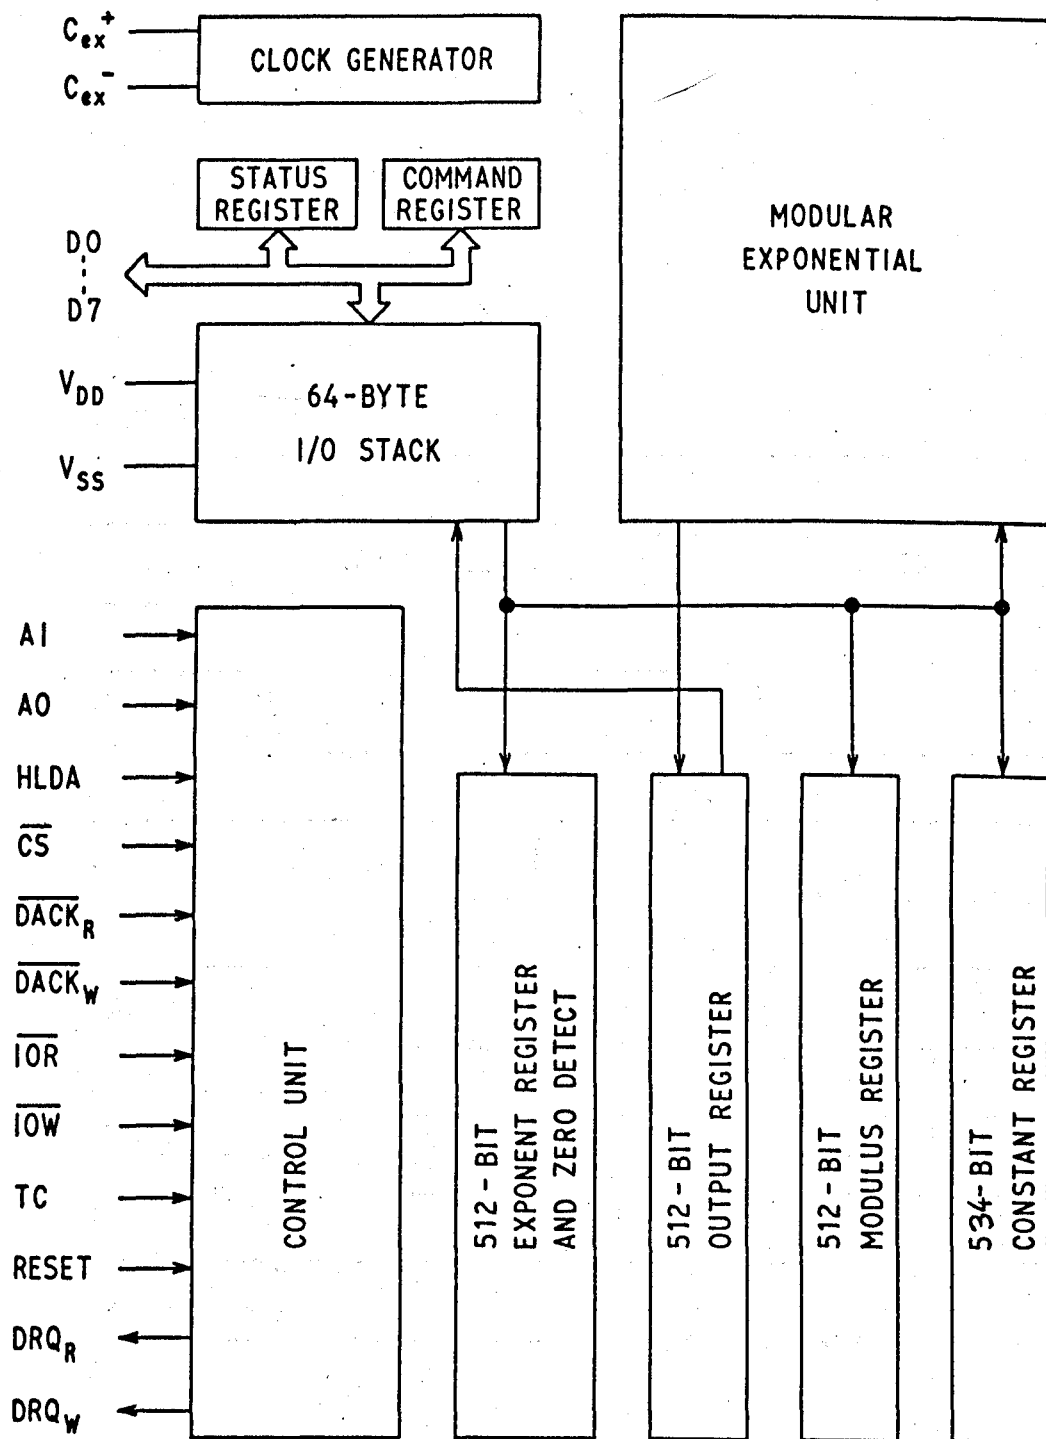 Cex+
Cex-
CLOCK GENERATOR
STATUS
REGISTER
COMMAND
REGISTER
D0
D7
VDD
VSS
64-BYTE
I/O STACK
MODULAR
EXPONENTIAL
UNIT
A1
A0
HLDA
CS
DACKR
DACKW
IOR
IOW
TC
RESET
DRQR
DRQW
CONTROL UNIT
512-BIT
EXPONENT REGISTER
AND ZERO DETECT
512-BIT
OUTPUT REGISTER
512-BIT
MODULUS REGISTER
534-BIT
CONSTANT REGISTER